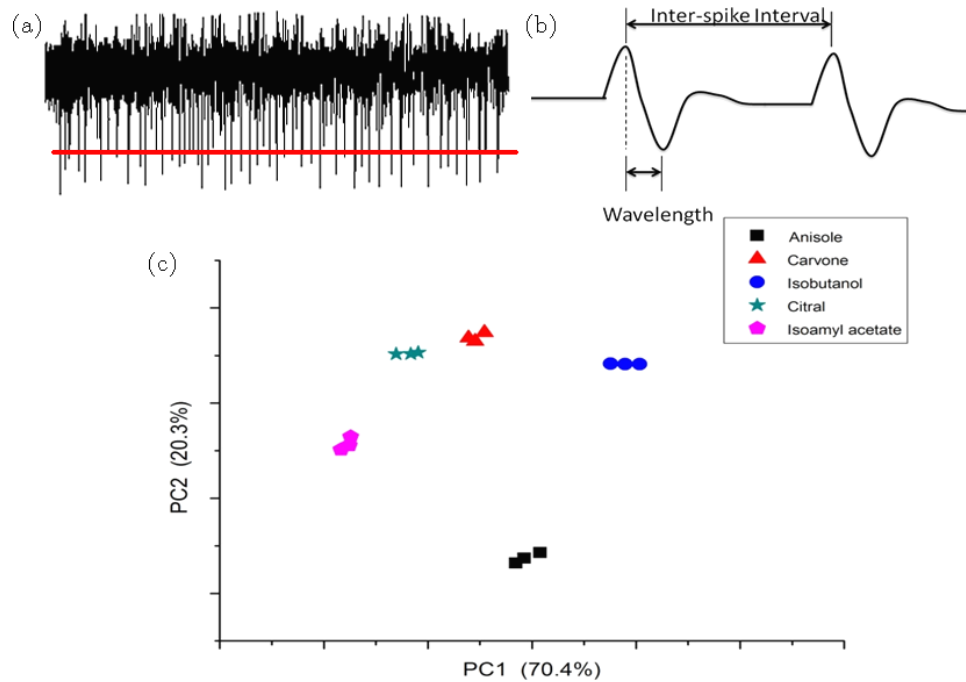 (a)
Inter-spike Interval
(b)
Wavelength
Anisole
Carvone
Isobutanol
Citral
Isoamyl acetate
(c)
PC2 (20.3%)
PC1 (70.4%)